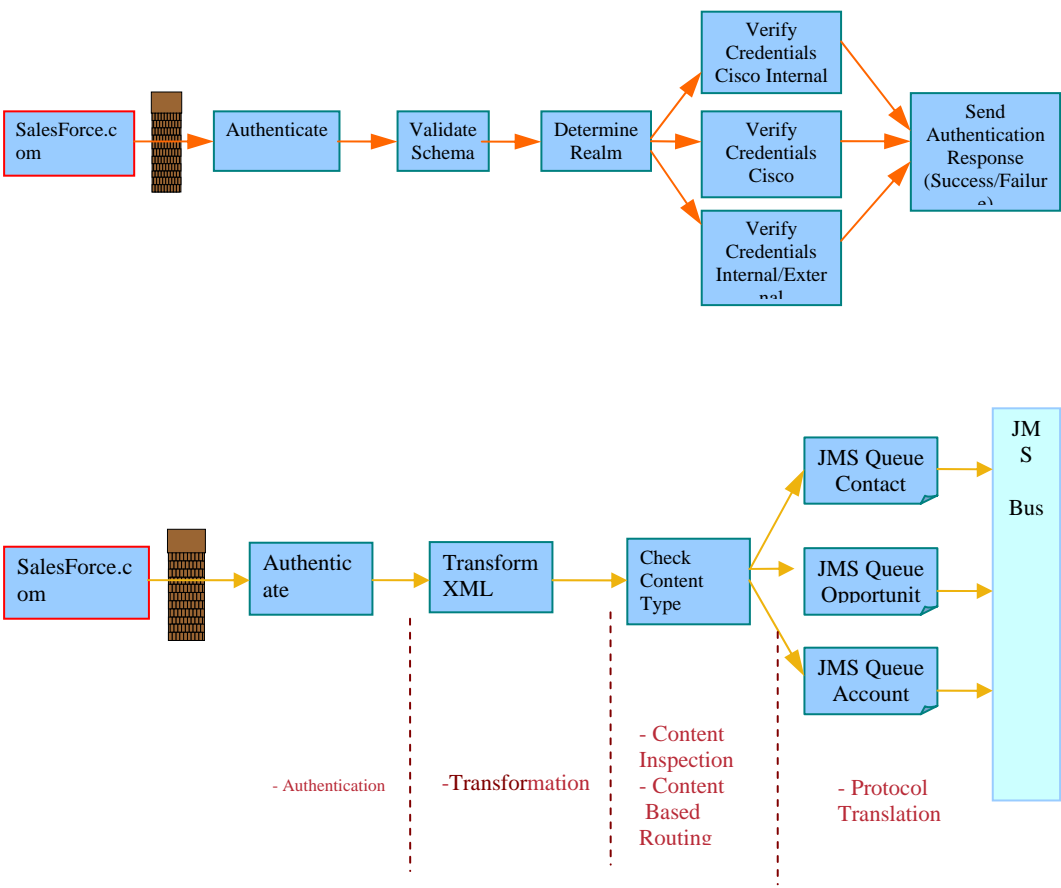 SalesForce.c
om
Authenticate
Validate
Schema
Determine
Realm
Verify
Credentials
Cisco Internal
Verify
Credentials
Cisco
Verify
Credentials
Internal/Exter
nal
Send
Authentication
Response
(Success/Failur
e)
SalesForce.c
om
Authentic
ate
Transform
XML
Check
Content
Type
JMS Queue
Contact
JMS Queue
Opportunit
JMS Queue
Account
JM
S
Bus
- Authentication
-Transformation
- Content
Inspection
- Content
Based
Routing
- Protocol
Translation